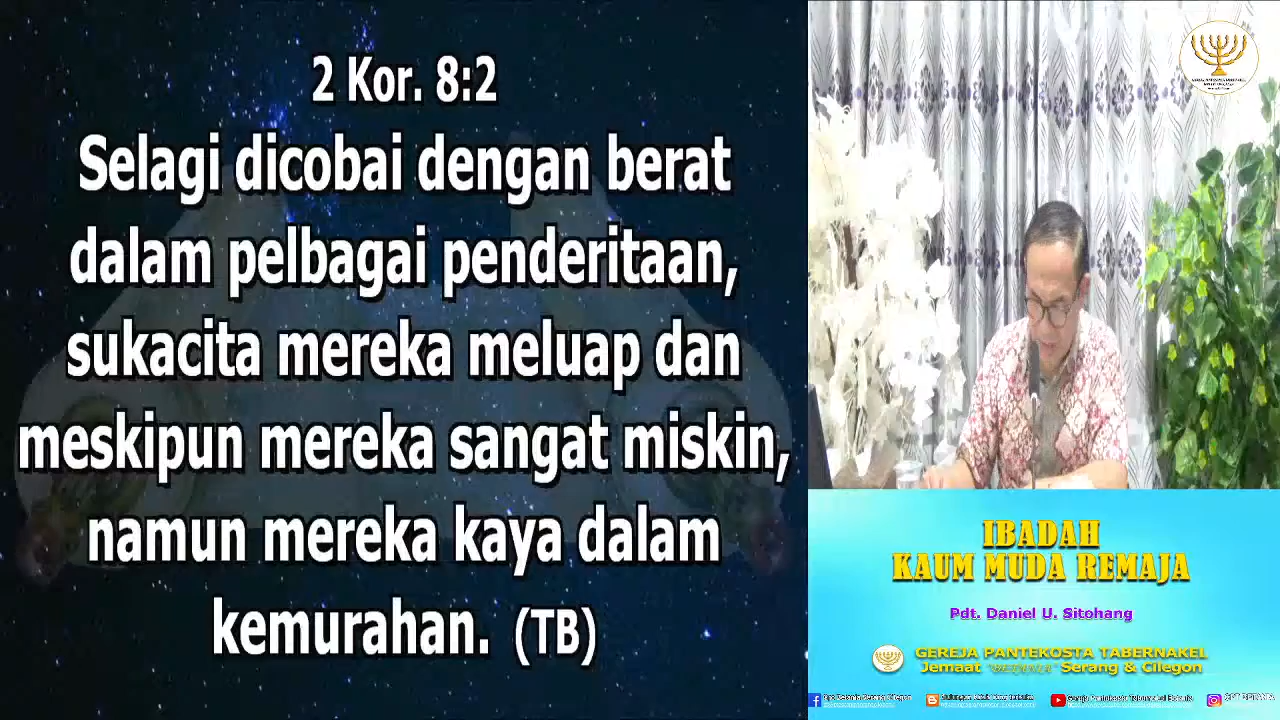 2 Kor. 8:2
Selagi dicobai dengan berat
dalam pelbagai penderitaan,
sukacita mereka meluap dan
meskipun mereka sangat miskin,
namun mereka kaya dalam
kemurahan. (TB)
IBADAH
KAUM MUDA REMAJA
Pdt. Daniel U. Sitohang
GEREJA PANTEKOSTA TABERNAKEL
Jemaat "BETANIA" Serang & Cilegon